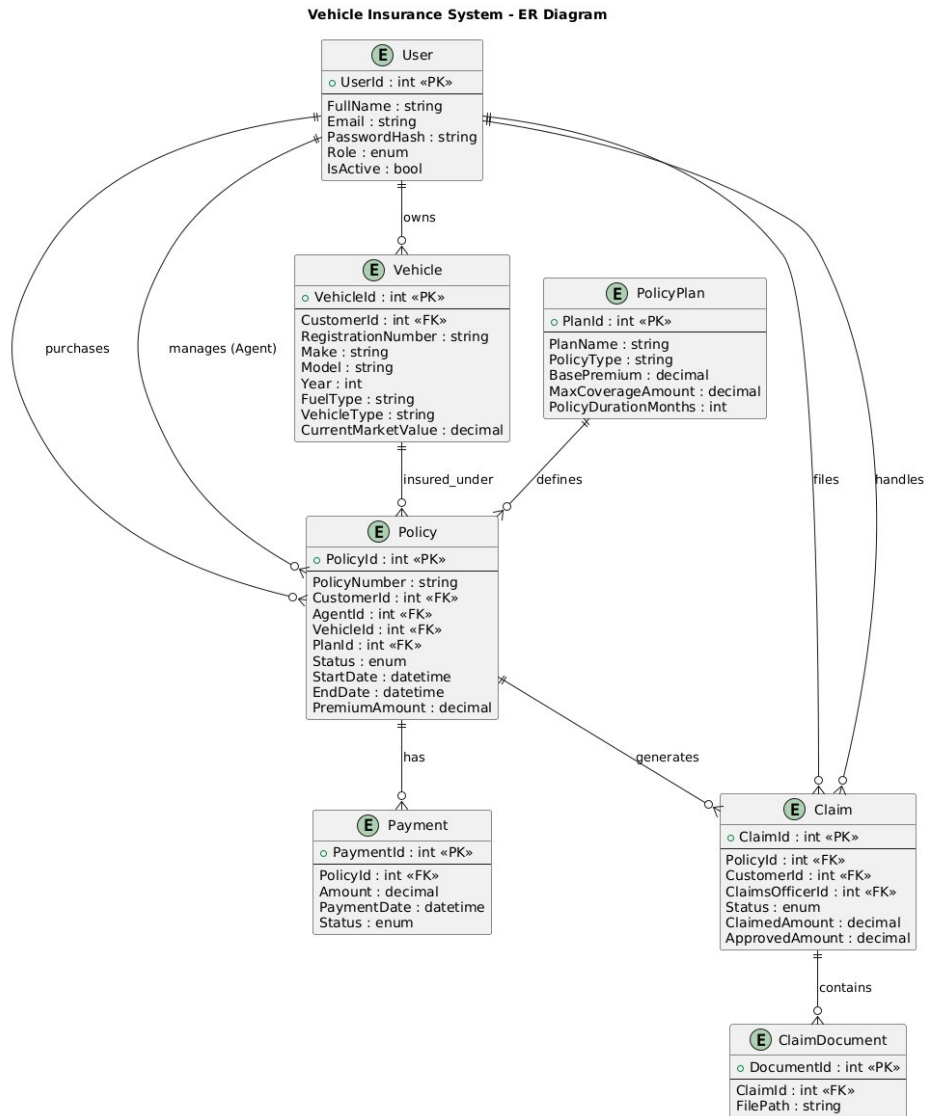 Vehicle Insurance System - ER Diagram
E User
UserId : int «PK»
FullName : string
Email : string
PasswordHash : string
Role : enum
IsActive : bool
owns
E Vehicle
VehicleId : int «PK»
CustomerId : int «FK»
RegistrationNumber : string
Make : string
Model : string
Year : int
FuelType : string
VehicleType : string
CurrentMarketValue : decimal
E PolicyPlan
PlanId : int «PK»
PlanName : string
PolicyType : string
BasePremium : decimal
MaxCoverageAmount : decimal
PolicyDurationMonths : int
purchases
manages (Agent)
insured_under
defines
files
handles
E Policy
PolicyId : int «PK»
PolicyNumber : string
CustomerId : int «FK»
AgentId : int «FK»
VehicleId : int «FK»
PlanId : int «FK»
Status : enum
StartDate : datetime
EndDate : datetime
PremiumAmount : decimal
has
generates
E Payment
PaymentId : int «PK»
PolicyId : int «FK»
Amount : decimal
PaymentDate : datetime
Status : enum
E Claim
ClaimId : int «PK»
PolicyId : int «FK»
CustomerId : int «FK»
ClaimsOfficerId : int «FK»
Status : enum
ClaimedAmount : decimal
ApprovedAmount : decimal
contains
E ClaimDocument
DocumentId : int «PK»
ClaimId : int «FK»
FilePath : string